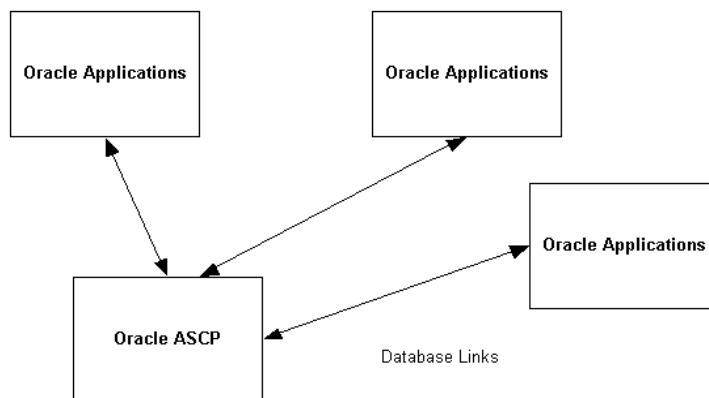 Oracle Applications
Oracle Applications
Oracle Applications
Oracle ASCP
Database Links